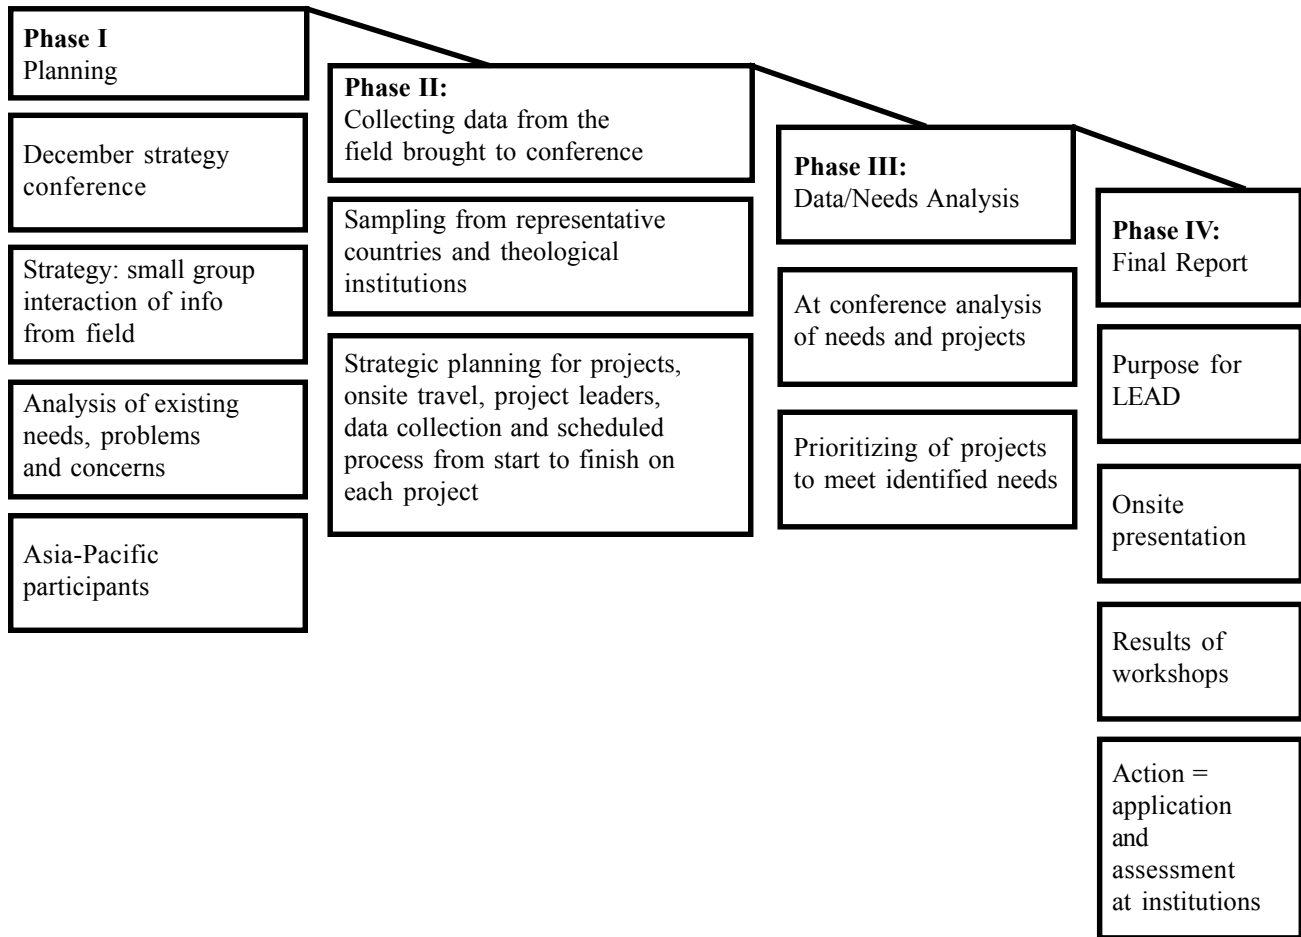 Phase I
Planning
December strategy
conference
Strategy: small group
interaction of info
from field
Analysis of existing
needs, problems
and concerns
Asia-Pacific
participants
Phase II:
Collecting data from the
field brought to conference
Sampling from representative
countries and theological
institutions
Strategic planning for projects,
onsite travel, project leaders,
data collection and scheduled
process from start to finish on
each project
Phase III:
Data/Needs Analysis
At conference analysis
of needs and projects
Prioritizing of projects
to meet identified needs
Phase IV:
Final Report
Purpose for
LEAD
Onsite
presentation
Results of
workshops
Action =
application
and
assessment
at institutions